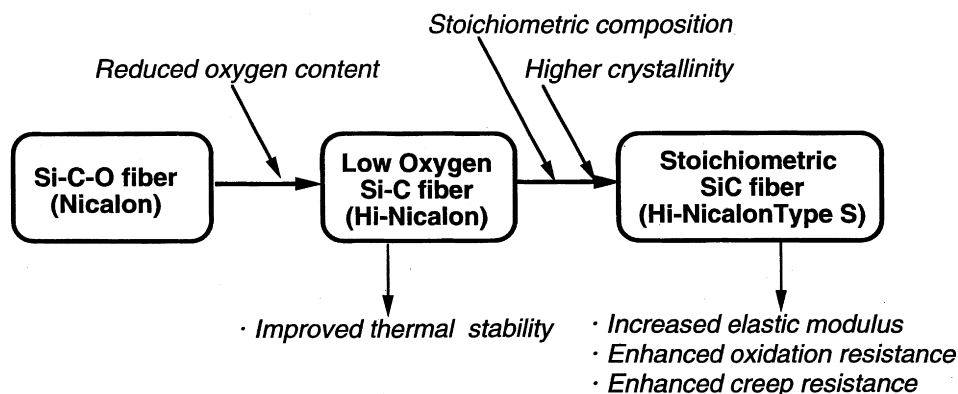 Stoichiometric composition
Reduced oxygen content
Higher crystallinity
Si-C-O fiber
(Nicalon)
Low Oxygen
Si-C fiber
(Hi-Nicalon)
Stoichiometric
SiC fiber
(Hi-NicalonType S)
· Improved thermal stability
· Increased elastic modulus
· Enhanced oxidation resistance
· Enhanced creep resistance